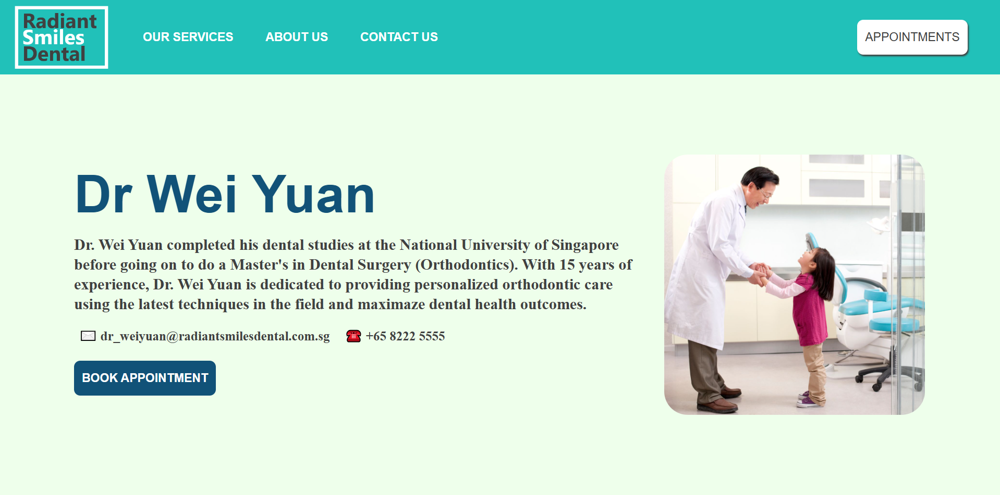 Radiant
Smiles
Dental
OUR SERVICES
ABOUT US
CONTACT US
APPOINTMENTS
Dr Wei Yuan
Dr. Wei Yuan completed his dental studies at the National University of Singapore
before going on to do a Master's in Dental Surgery (Orthodontics). With 15 years of
experience, Dr. Wei Yuan is dedicated to providing personalized orthodontic care
using the latest techniques in the field and maximaze dental health outcomes.
dr_weiyuan@radiantsmilesdental.com.sg
+65 8222 5555
BOOK APPOINTMENT